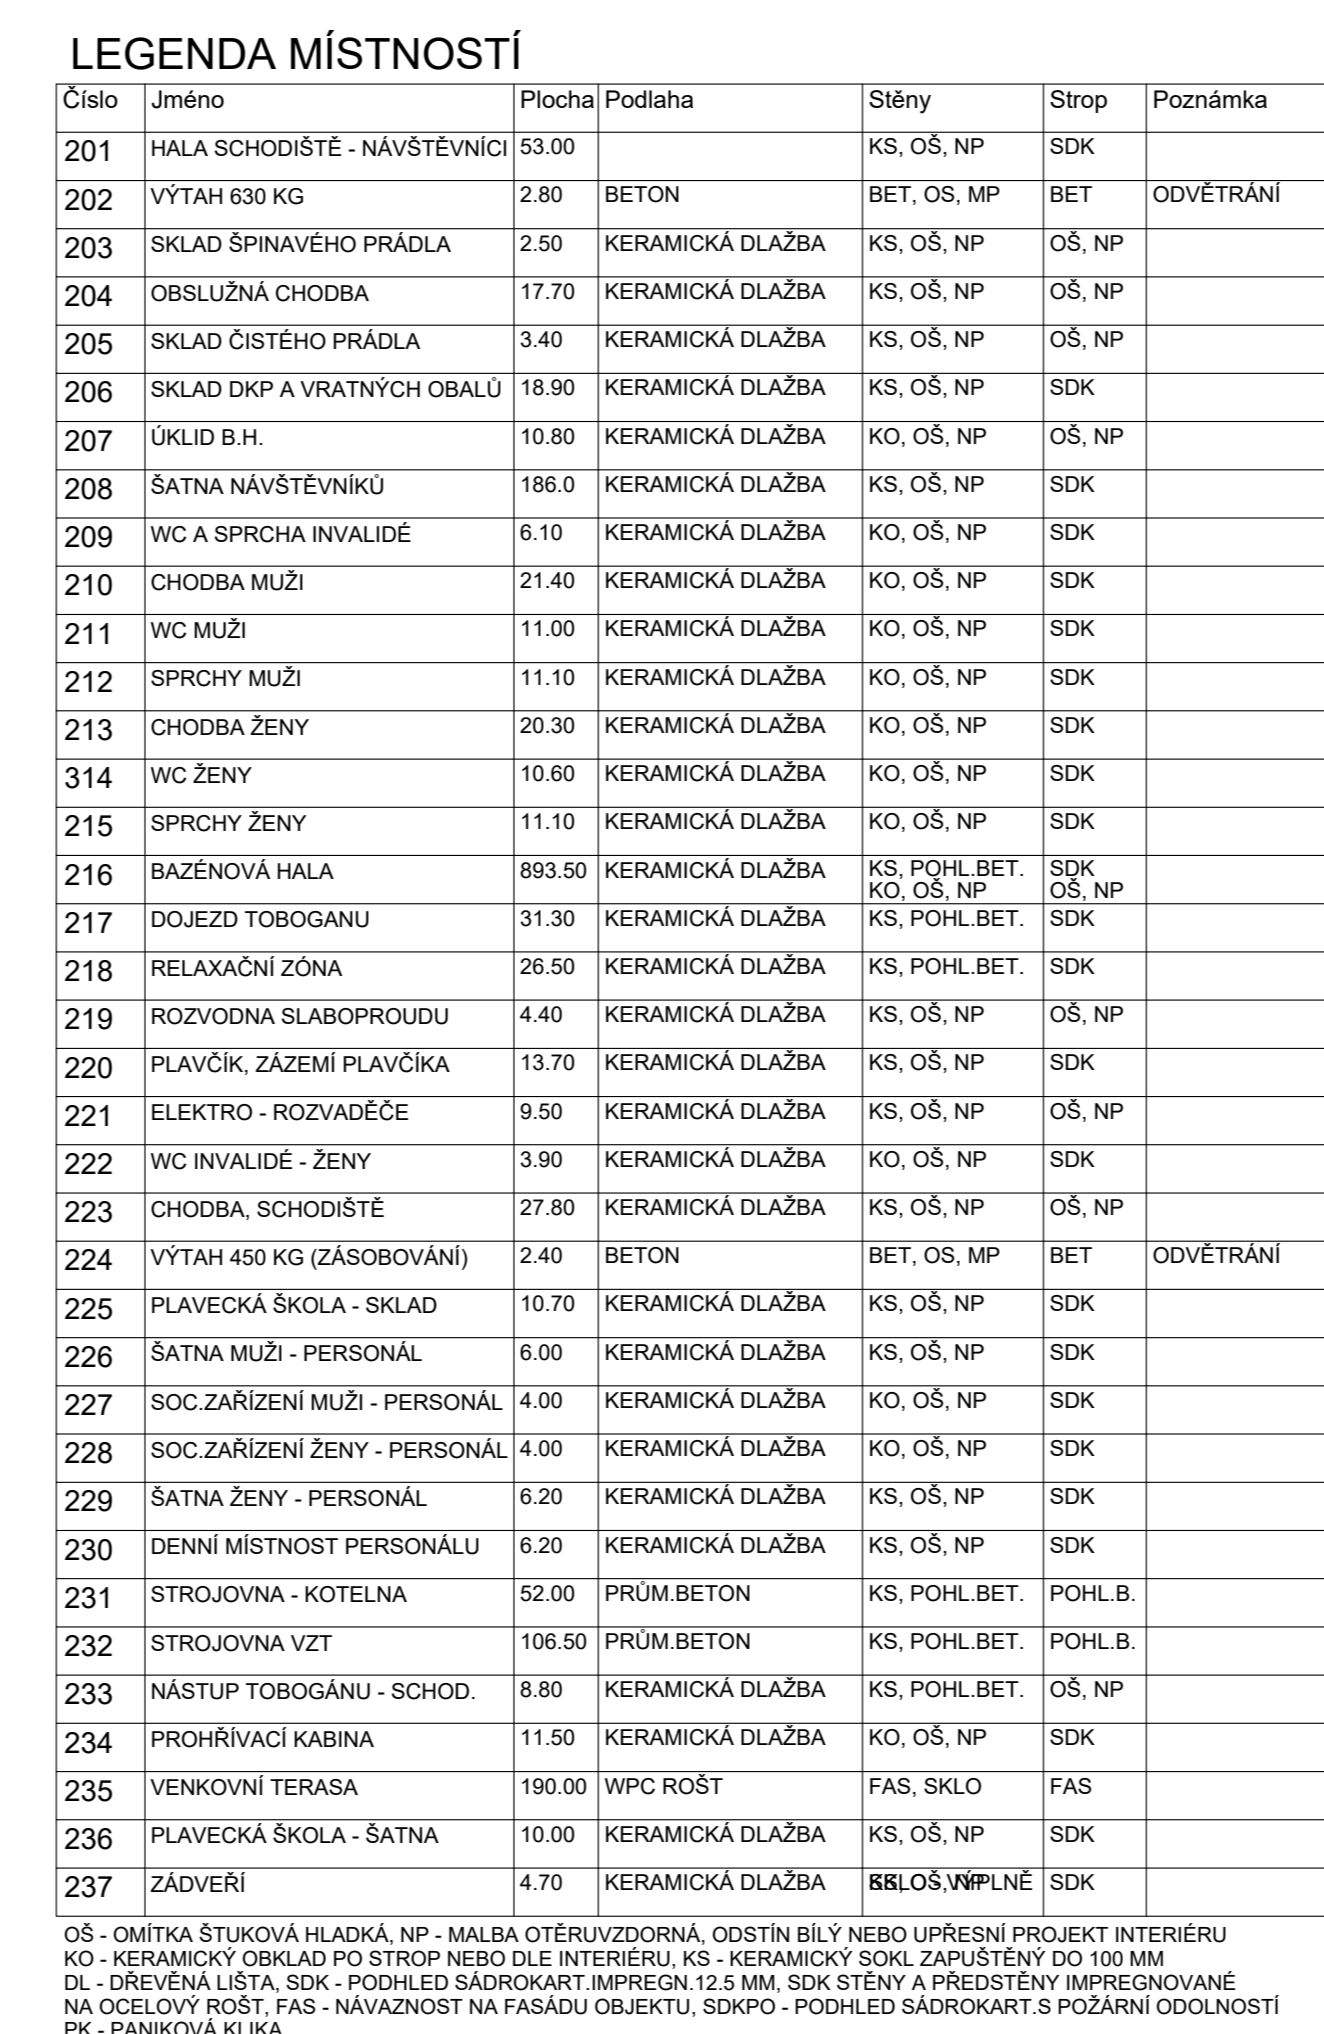 LEGENDA MÍSTNOSTÍ
Číslo Jméno Plocha Podlaha Stěny Strop Poznámka
201 HALA SCHODIŠTĚ - NÁVŠTĚVNÍCI 53.00 KS, OŠ, NP SDK
202 VÝTAH 630 KG 2.80 BETON BET, OS, MP BET ODVĚTRÁNÍ
203 SKLAD ŠPINAVÉHO PRÁDLA 2.50 KERAMICKÁ DLAŽBA KS, OŠ, NP OŠ, NP
204 OBSLUŽNÁ CHODBA 17.70 KERAMICKÁ DLAŽBA KS, OŠ, NP OŠ, NP
205 SKLAD ČISTÉHO PRÁDLA 3.40 KERAMICKÁ DLAŽBA KS, OŠ, NP OŠ, NP
206 SKLAD DKP A VRATNÝCH OBALŮ 18.90 KERAMICKÁ DLAŽBA KS, OŠ, NP SDK
207 ÚKLID B.H. 10.80 KERAMICKÁ DLAŽBA KO, OŠ, NP OŠ, NP
208 ŠATNA NÁVŠTĚVNÍKŮ 186.0 KERAMICKÁ DLAŽBA KS, OŠ, NP SDK
209 WC A SPRCHA INVALIDÉ 6.10 KERAMICKÁ DLAŽBA KO, OŠ, NP SDK
210 CHODBA MUŽI 21.40 KERAMICKÁ DLAŽBA KO, OŠ, NP SDK
211 WC MUŽI 11.00 KERAMICKÁ DLAŽBA KO, OŠ, NP SDK
212 SPRCHY MUŽI 11.10 KERAMICKÁ DLAŽBA KO, OŠ, NP SDK
213 CHODBA ŽENY 20.30 KERAMICKÁ DLAŽBA KO, OŠ, NP SDK
314 WC ŽENY 10.60 KERAMICKÁ DLAŽBA KO, OŠ, NP SDK
215 SPRCHY ŽENY 11.10 KERAMICKÁ DLAŽBA KO, OŠ, NP SDK
216 BAZÉNOVÁ HALA 893.50 KERAMICKÁ DLAŽBA KS, POHL.BET. SDK
KO, OŠ, NP OŠ, NP
217 DOJEZD TOBOGANU 31.30 KERAMICKÁ DLAŽBA KS, POHL.BET. SDK
218 RELAXAČNÍ ZÓNA 26.50 KERAMICKÁ DLAŽBA KS, POHL.BET. SDK
219 ROZVODNA SLABOPROUDU 4.40 KERAMICKÁ DLAŽBA KS, OŠ, NP OŠ, NP
220 PLAVČÍK, ZÁZEMÍ PLAVČÍKA 13.70 KERAMICKÁ DLAŽBA KS, OŠ, NP SDK
221 ELEKTRO - ROZVADĚČE 9.50 KERAMICKÁ DLAŽBA KS, OŠ, NP OŠ, NP
222 WC INVALIDÉ - ŽENY 3.90 KERAMICKÁ DLAŽBA KO, OŠ, NP SDK
223 CHODBA, SCHODIŠTĚ 27.80 KERAMICKÁ DLAŽBA KS, OŠ, NP OŠ, NP
224 VÝTAH 450 KG (ZÁSOBOVÁNÍ) 2.40 BETON BET, OS, MP BET ODVĚTRÁNÍ
225 PLAVECKÁ ŠKOLA - SKLAD 10.70 KERAMICKÁ DLAŽBA KS, OŠ, NP SDK
226 ŠATNA MUŽI - PERSONÁL 6.00 KERAMICKÁ DLAŽBA KS, OŠ, NP SDK
227 SOC.ZAŘÍZENÍ MUŽI - PERSONÁL 4.00 KERAMICKÁ DLAŽBA KO, OŠ, NP SDK
228 SOC.ZAŘÍZENÍ ŽENY - PERSONÁL 4.00 KERAMICKÁ DLAŽBA KO, OŠ, NP SDK
229 ŠATNA ŽENY - PERSONÁL 6.20 KERAMICKÁ DLAŽBA KS, OŠ, NP SDK
230 DENNÍ MÍSTNOST PERSONÁLU 6.20 KERAMICKÁ DLAŽBA KS, OŠ, NP SDK
231 STROJOVNA - KOTELNA 52.00 PRŮM.BETON KS, POHL.BET. POHL.B.
232 STROJOVNA VZT 106.50 PRŮM.BETON KS, POHL.BET. POHL.B.
233 NÁSTUP TOBOGÁNU - SCHOD. 8.80 KERAMICKÁ DLAŽBA KS, POHL.BET. OŠ, NP
234 PROHŘÍVACÍ KABINA 11.50 KERAMICKÁ DLAŽBA KO, OŠ, NP SDK
235 VENKOVNÍ TERASA 190.00 WPC ROŠT FAS, SKLO FAS
236 PLAVECKÁ ŠKOLA - ŠATNA 10.00 KERAMICKÁ DLAŽBA KS, OŠ, NP SDK
237 ZÁDVEŘÍ 4.70 KERAMICKÁ DLAŽBA SDK
OŠ - OMÍTKA ŠTUKOVÁ HLADKÁ, NP - MALBA OTĚRUVZDORNÁ, ODSTÍN BÍLÝ NEBO UPŘESNÍ PROJEKT INTERIÉRU
KO - KERAMICKÝ OBKLAD PO STROP NEBO DLE INTERIÉRU, KS - KERAMICKÝ SOKL ZAPUŠTĚNÝ DO 100 MM
DL - DŘEVĚNÁ LIŠTA, SDK - PODHLED SÁDROKART.IMPREGN.12.5 MM, SDK STĚNY A PŘEDSTĚNY IMPREGNOVANÉ
NA OCELOVÝ ROŠT, FAS - NÁVAZNOST NA FASÁDU OBJEKTU, SDKPO - PODHLED SÁDROKART.S POŽÁRNÍ ODOLNOSTÍ
PK - PANIKOVÁ KLIKA